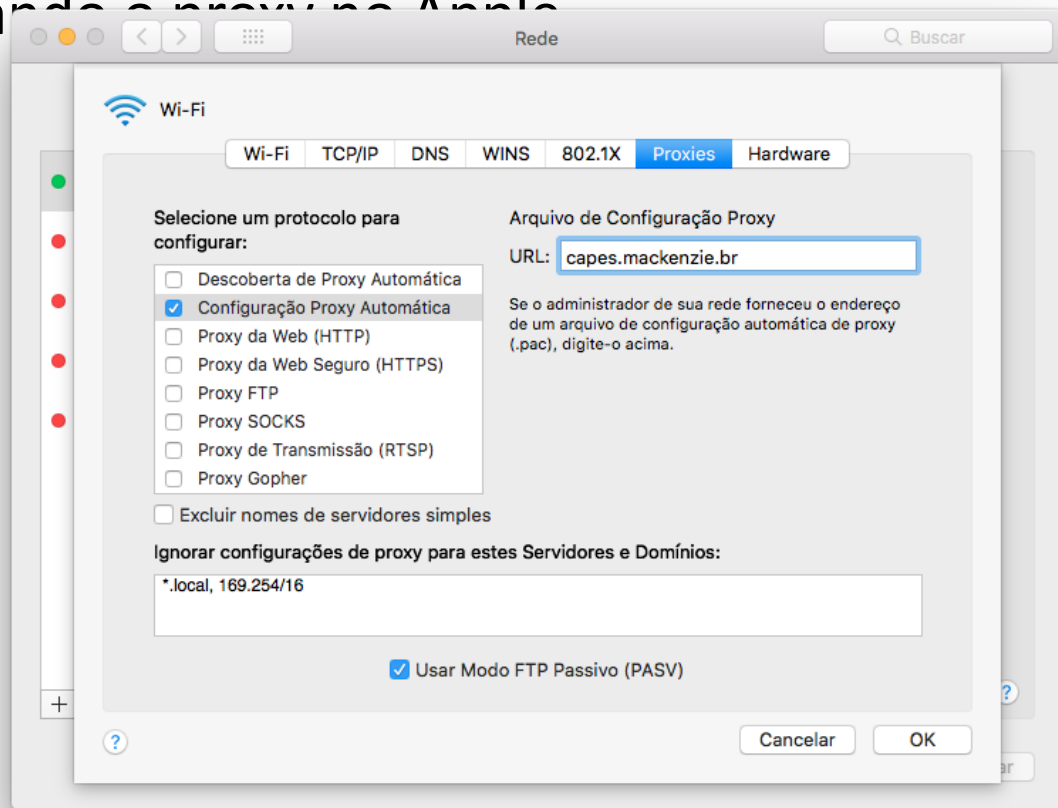 o proxy no Apple
Rede
Buscar
Wi-Fi
Wi-Fi TCP/IP DNS WINS 802.1X Proxies Hardware
Selecione um protocolo para
configurar:
Descoberta de Proxy Automática
Configuração Proxy Automática
Proxy da Web (HTTP)
Proxy da Web Seguro (HTTPS)
Proxy FTP
Proxy SOCKS
Proxy de Transmissão (RTSP)
Proxy Gopher
Arquivo de Configuração Proxy
URL: capes.mackenzie.br
Se o administrador de sua rede forneceu o endereço
de um arquivo de configuração automática de proxy
(.pac), digite-o acima.
Excluir nomes de servidores simples
Ignorar configurações de proxy para estes Servidores e Domínios:
*.local, 169.254/16
Usar Modo FTP Passivo (PASV)
+
?
?
Cancelar OK